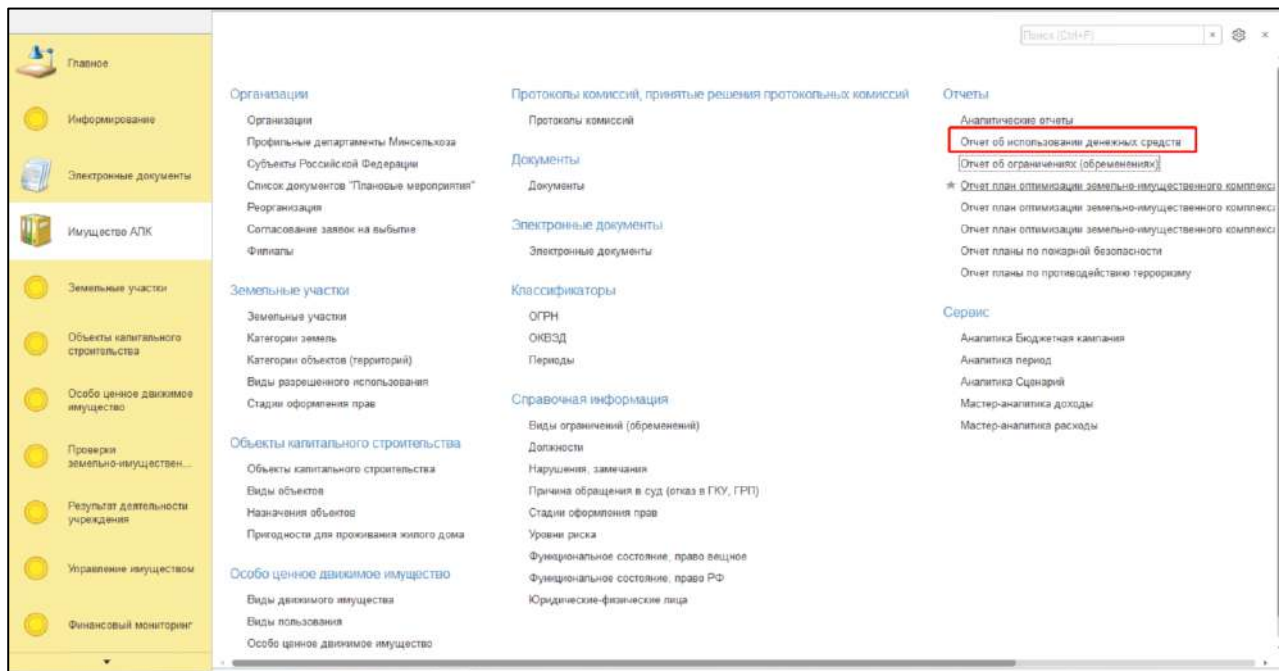 Поиск (Ctrl+F)
Главное
Информирование
Электронные документы
Имущество АПК
Земельные участки
Объекты капитального
строительства
Особо ценное движимое
имущество
Проверки
земельно-имуществен...
Результат деятельности
учреждения
Управление имуществом
Финансовый мониторинг
Организации
Организации
Профильные департаменты Минсельхоза
Субъекты Российской Федерации
Список документов "Плановые мероприятия"
Реорганизация
Согласование заявок на выбытие
Филиалы
Земельные участки
Земельные участки
Категории земель
Категории объектов (территорий)
Виды разрешенного использования
Стадии оформления прав
Объекты капитального строительства
Объекты капитального строительства
Виды объектов
Назначения объектов
Пригодности для проживания жилого дома
Особо ценное движимое имущество
Виды движимого имущества
Виды пользования
Особо ценное движимое имущество
Протоколы комиссий, принятые решения протокольных комиссий
Протоколы комиссий
Документы
Документы
Электронные документы
Электронные документы
Классификаторы
ОГРН
ОКВЭД
Периоды
Справочная информация
Виды ограничений (обременений)
Должности
Нарушения, замечания
Причина обращения в суд (отказ в ГКУ, ГРП)
Стадии оформления прав
Уровни риска
Функциональное состояние, право вещное
Функциональное состояние, право РФ
Юридические-физические лица
Отчеты
Аналитические отчеты
Отчет об использовании денежных средств
Отчет об ограничениях (обременениях)
Отчет план оптимизации земельно-имущественного комплекса
Отчет план оптимизации земельно-имущественного комплекса
Отчет план оптимизации земельно-имущественного комплекса
Отчет планы по пожарной безопасности
Отчет планы по противодействию терроризму
Сервис
Аналитика Бюджетная кампания
Аналитика период
Аналитика Сценарий
Мастер-аналитика доходы
Мастер-аналитика расходы